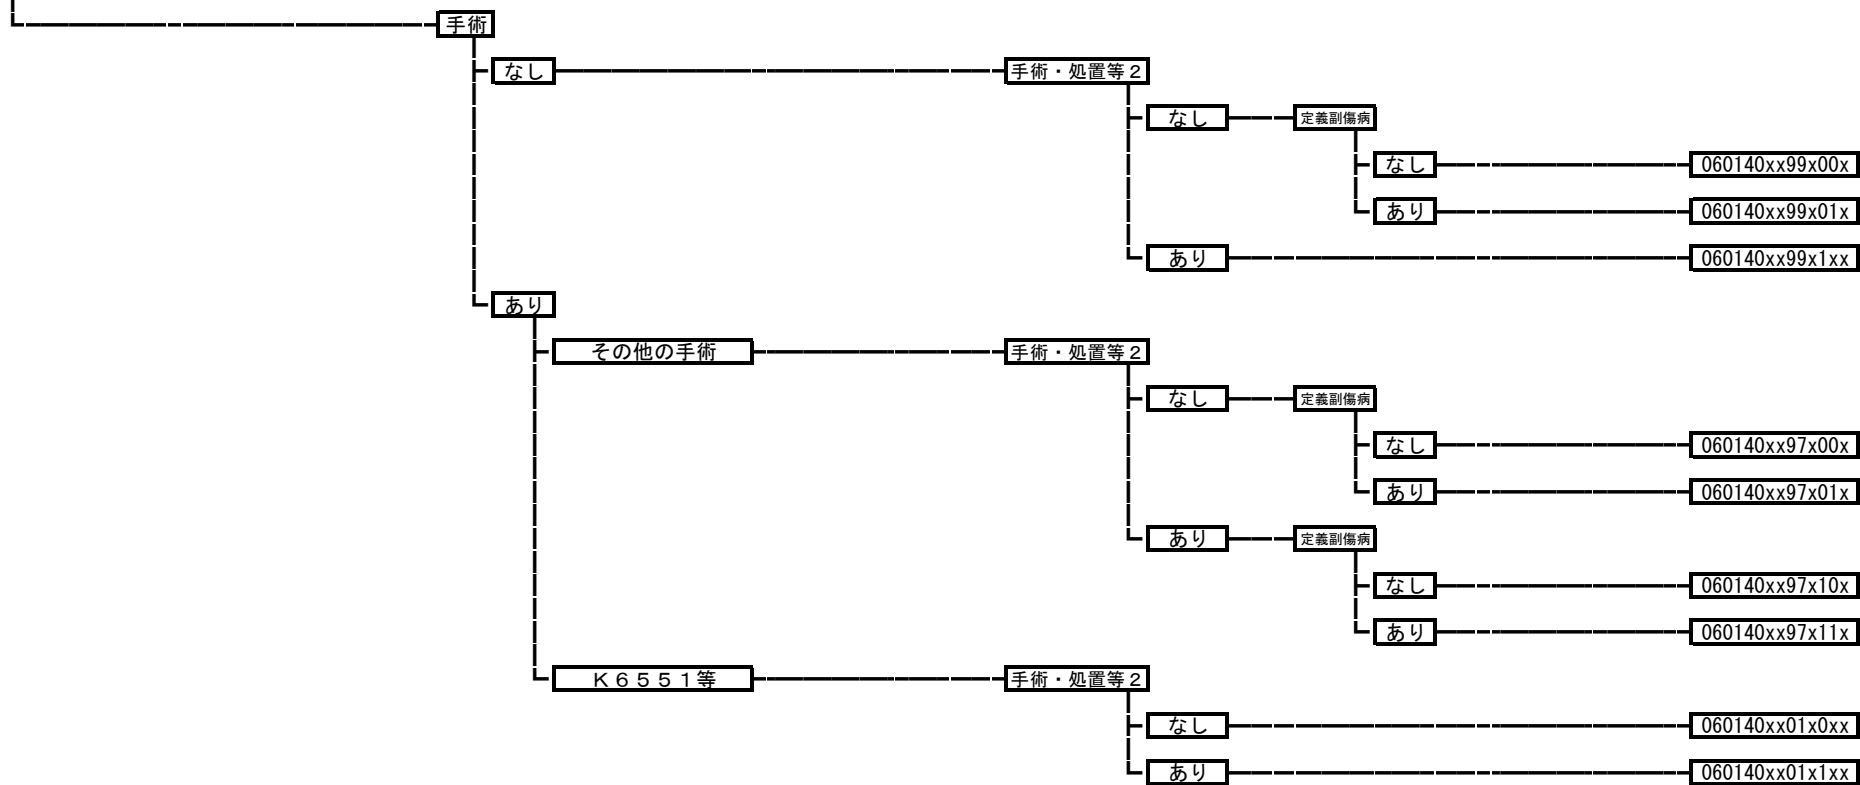 手術
なし 手術・処置等２
なし 定義副傷病
なし 060140xx99x00x
あり 060140xx99x01x
あり 060140xx99x1xx
あり
その他の手術 手術・処置等２
なし 定義副傷病
なし 060140xx97x00x
あり 060140xx97x01x
あり 定義副傷病
なし 060140xx97x10x
あり 060140xx97x11x
Ｋ６５５１等 手術・処置等２
なし 060140xx01x0xx
あり 060140xx01x1xx